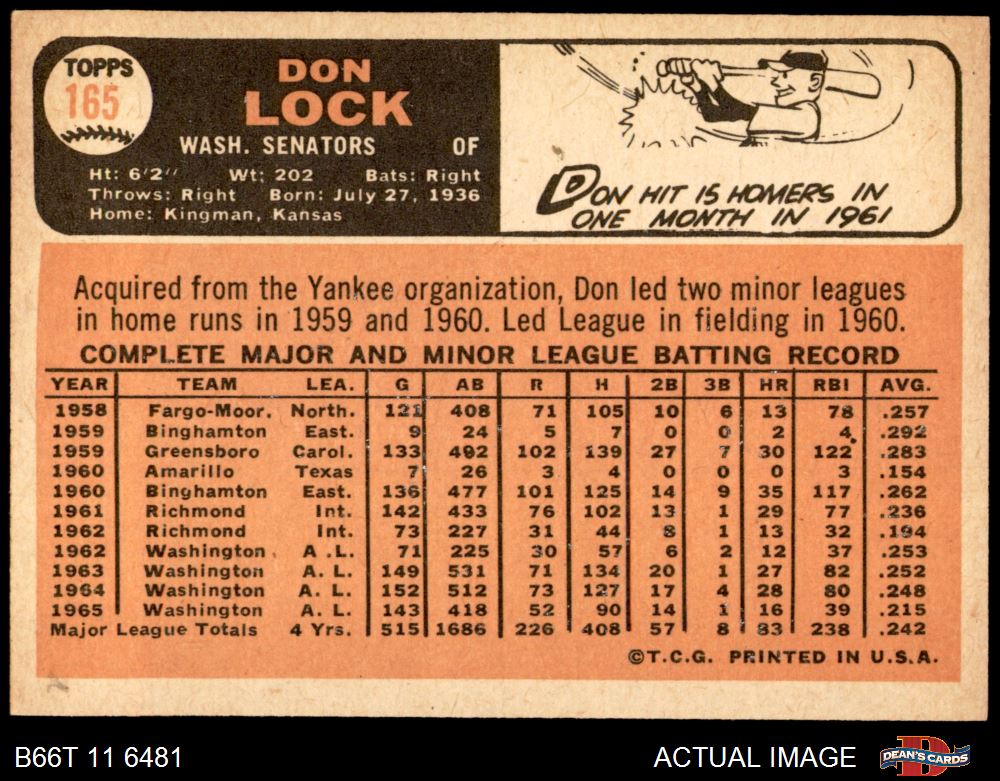 TOPPS
165
DON
LOCK
WASH. SENATORS OF
Ht: 6'2" Wt: 202 Bats: Right
Throws: Right Born: July 27, 1936
Home: Kingman, Kansas
DON HIT 15 HOMERS IN
ONE MONTH IN 1961
Acquired from the Yankee organization, Don led two minor leagues
in home runs in 1959 and 1960. Led League in fielding in 1960.
COMPLETE MAJOR AND MINOR LEAGUE BATTING RECORD
YEAR TEAM LEA. G AB R H 2B 3B HR RBI AVG.
1958 Fargo-Moor. North. 121 408 71 105 10 6 13 78 .257
1959 Binghamton East. 9 24 5 7 0 0 2 4 .292
1959 Greensboro Carol. 133 492 102 139 27 7 30 122 .283
1960 Amarillo Texas 7 26 3 4 0 0 0 3 .154
1960 Binghamton East. 136 477 101 125 14 9 35 117 .262
1961 Richmond Int. 142 433 76 102 13 1 29 77 .236
1962 Richmond Int. 73 227 31 44 8 1 13 32 .194
1962 Washington A .L. 71 225 30 57 6 2 12 37 .253
1963 Washington A. L. 149 531 71 134 20 1 27 82 .252
1964 Washington A. L. 152 512 73 127 17 4 28 80 .248
1965 Washington A. L. 143 418 52 90 14 1 16 39 .215
Major League Totals 4 Yrs. 515 1686 226 408 57 8 83 238 .242
©T.C.G. PRINTED IN U.S.A.
B66T 11 6481 ACTUAL IMAGE DEAN'S CARDS